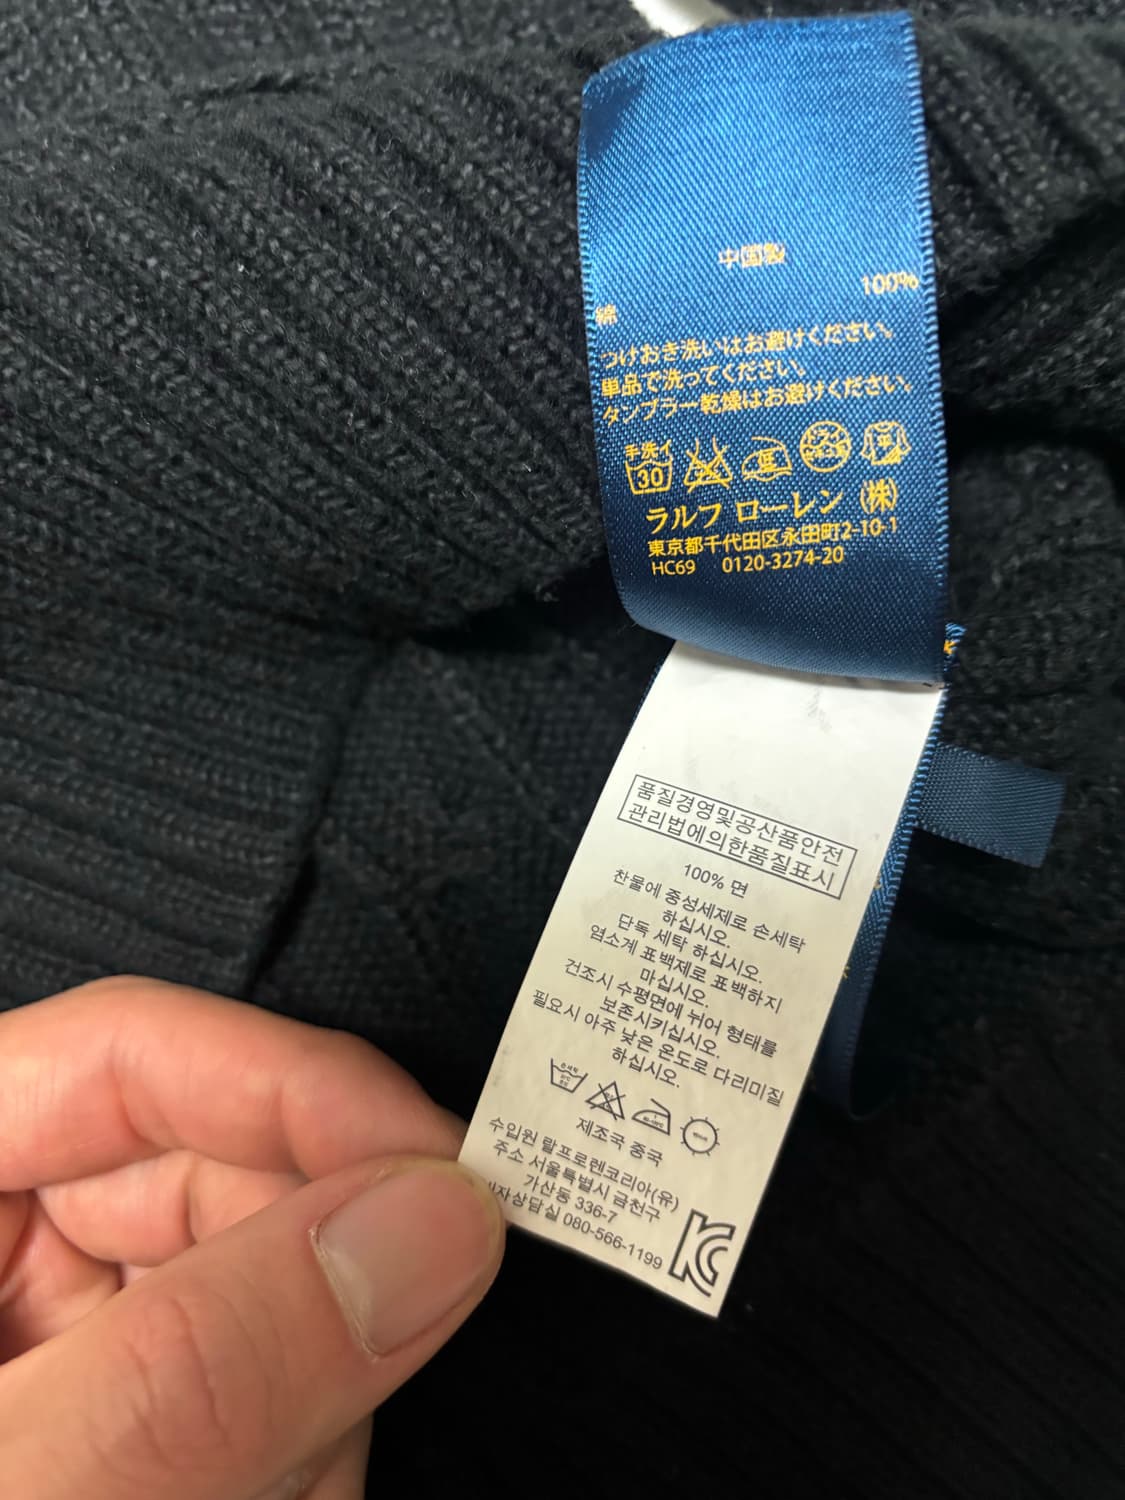 中国製
綿 100%
つけおき洗いはお避けください。
単品で洗ってください。
タンブラー乾燥はお避けください。
手洗イ
30
低
ドライ
平
ラルフ ローレン (株)
東京都千代田区永田町2-10-1
HC69 0120-3274-20
품질경영및공산품안전
관리법에의한품질표시
100% 면
찬물에 중성세제로 손세탁
하십시오.
단독 세탁 하십시오.
염소계 표백제로 표백하지
마십시오.
건조시 수평면에 뉘어 형태를
보존시키십시오.
필요시 아주 낮은 온도로 다리미질
하십시오.
제조국 중국
수입원 랄프로렌코리아(유)
주소 서울특별시 금천구
가산동 336-7
자상담실 080-566-1199
KC